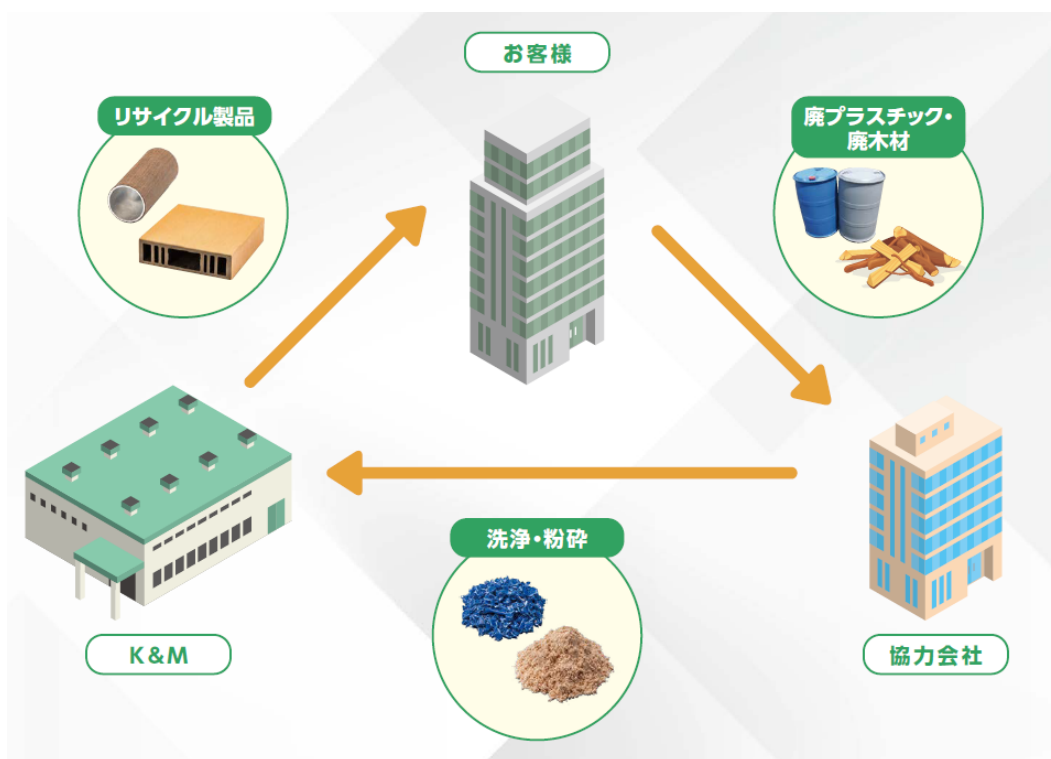 お客様
リサイクル製品
廃プラスチック・
廃木材
洗浄・粉砕
K&M
協力会社